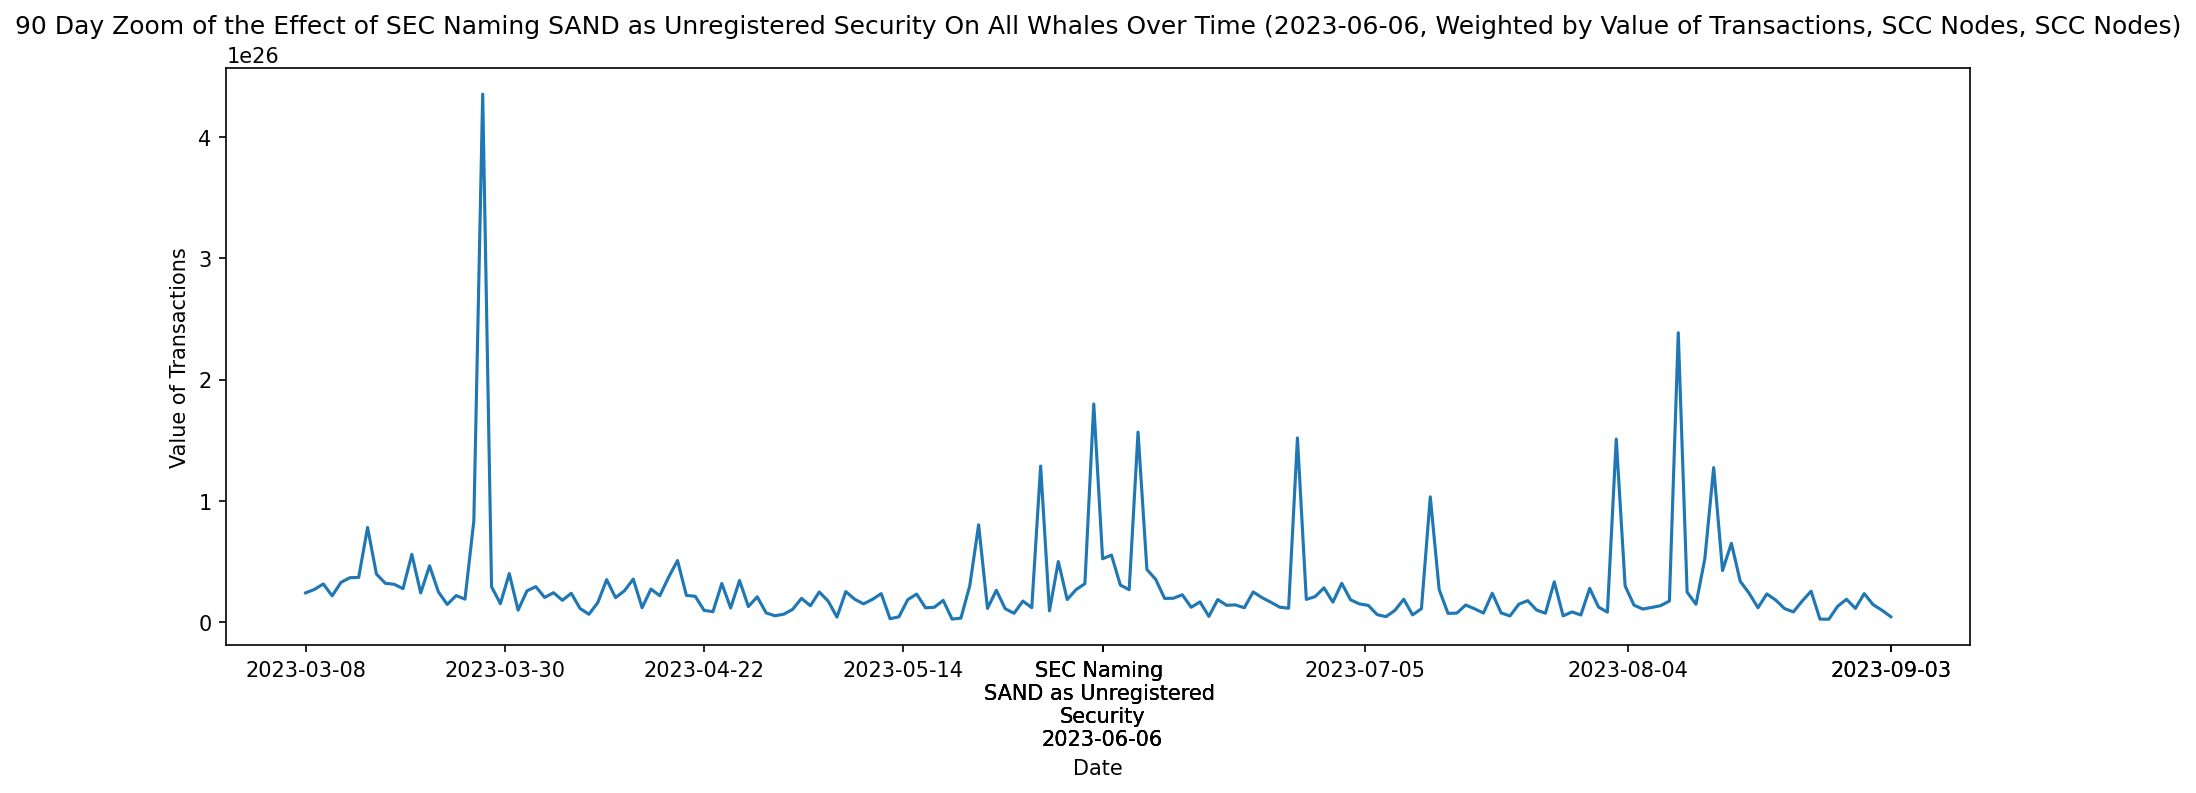 90 Day Zoom of the Effect of SEC Naming SAND as Unregistered Security On All Whales Over Time (2023-06-06, Weighted by Value of Transactions, SCC Nodes, SCC Nodes)
1e26
4
3
2
1
0
Value of Transactions
2023-03-08
2023-03-30
2023-04-22
2023-05-14
SEC Naming
SAND as Unregistered
Security
2023-06-06
2023-07-05
2023-08-04
2023-09-03
Date